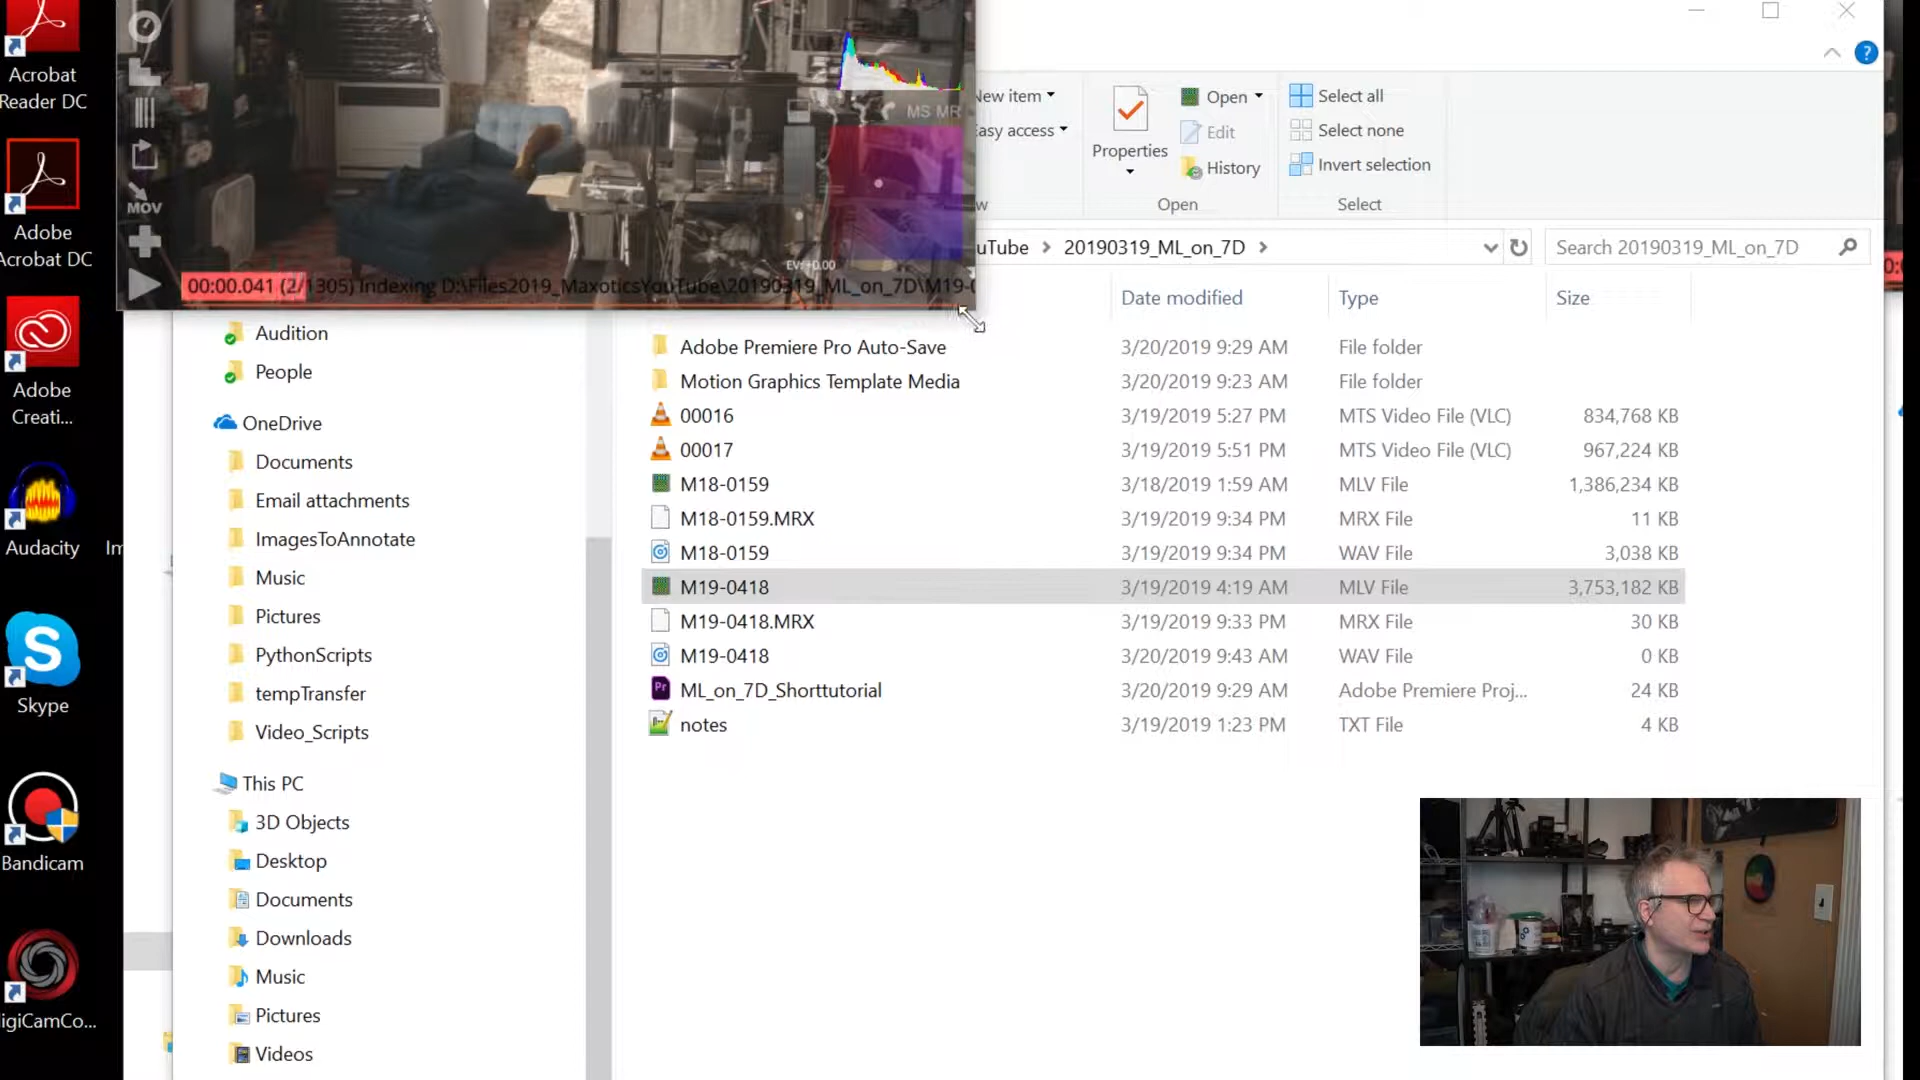 Acrobat
Reader DC
Adobe
Acrobat DC
Adobe
Creati...
Audacity
Skype
Bandicam
igiCamCo...
MOV
MS MR
EV:+0.00
00:00.041 (2/1305) Indexing D:\Files2019_MaxoticsYouTube\20190319_ML_on_7D\M19-0
New item
Easy access
Properties
Open
Edit
History
Open
Select all
Select none
Invert selection
Select
uTube > 20190319_ML_on_7D >
Search 20190319_ML_on_7D
Date modified Type Size
Audition
People
OneDrive
Documents
Email attachments
ImagesToAnnotate
Music
Pictures
PythonScripts
tempTransfer
Video_Scripts
This PC
3D Objects
Desktop
Documents
Downloads
Music
Pictures
Videos
Adobe Premiere Pro Auto-Save 3/20/2019 9:29 AM File folder
Motion Graphics Template Media 3/20/2019 9:23 AM File folder
00016 3/19/2019 5:27 PM MTS Video File (VLC) 834,768 KB
00017 3/19/2019 5:51 PM MTS Video File (VLC) 967,224 KB
M18-0159 3/18/2019 1:59 AM MLV File 1,386,234 KB
M18-0159.MRX 3/19/2019 9:34 PM MRX File 11 KB
M18-0159 3/19/2019 9:34 PM WAV File 3,038 KB
M19-0418 3/19/2019 4:19 AM MLV File 3,753,182 KB
M19-0418.MRX 3/19/2019 9:33 PM MRX File 30 KB
M19-0418 3/20/2019 9:43 AM WAV File 0 KB
ML_on_7D_Shorttutorial 3/20/2019 9:29 AM Adobe Premiere Proj... 24 KB
notes 3/19/2019 1:23 PM TXT File 4 KB